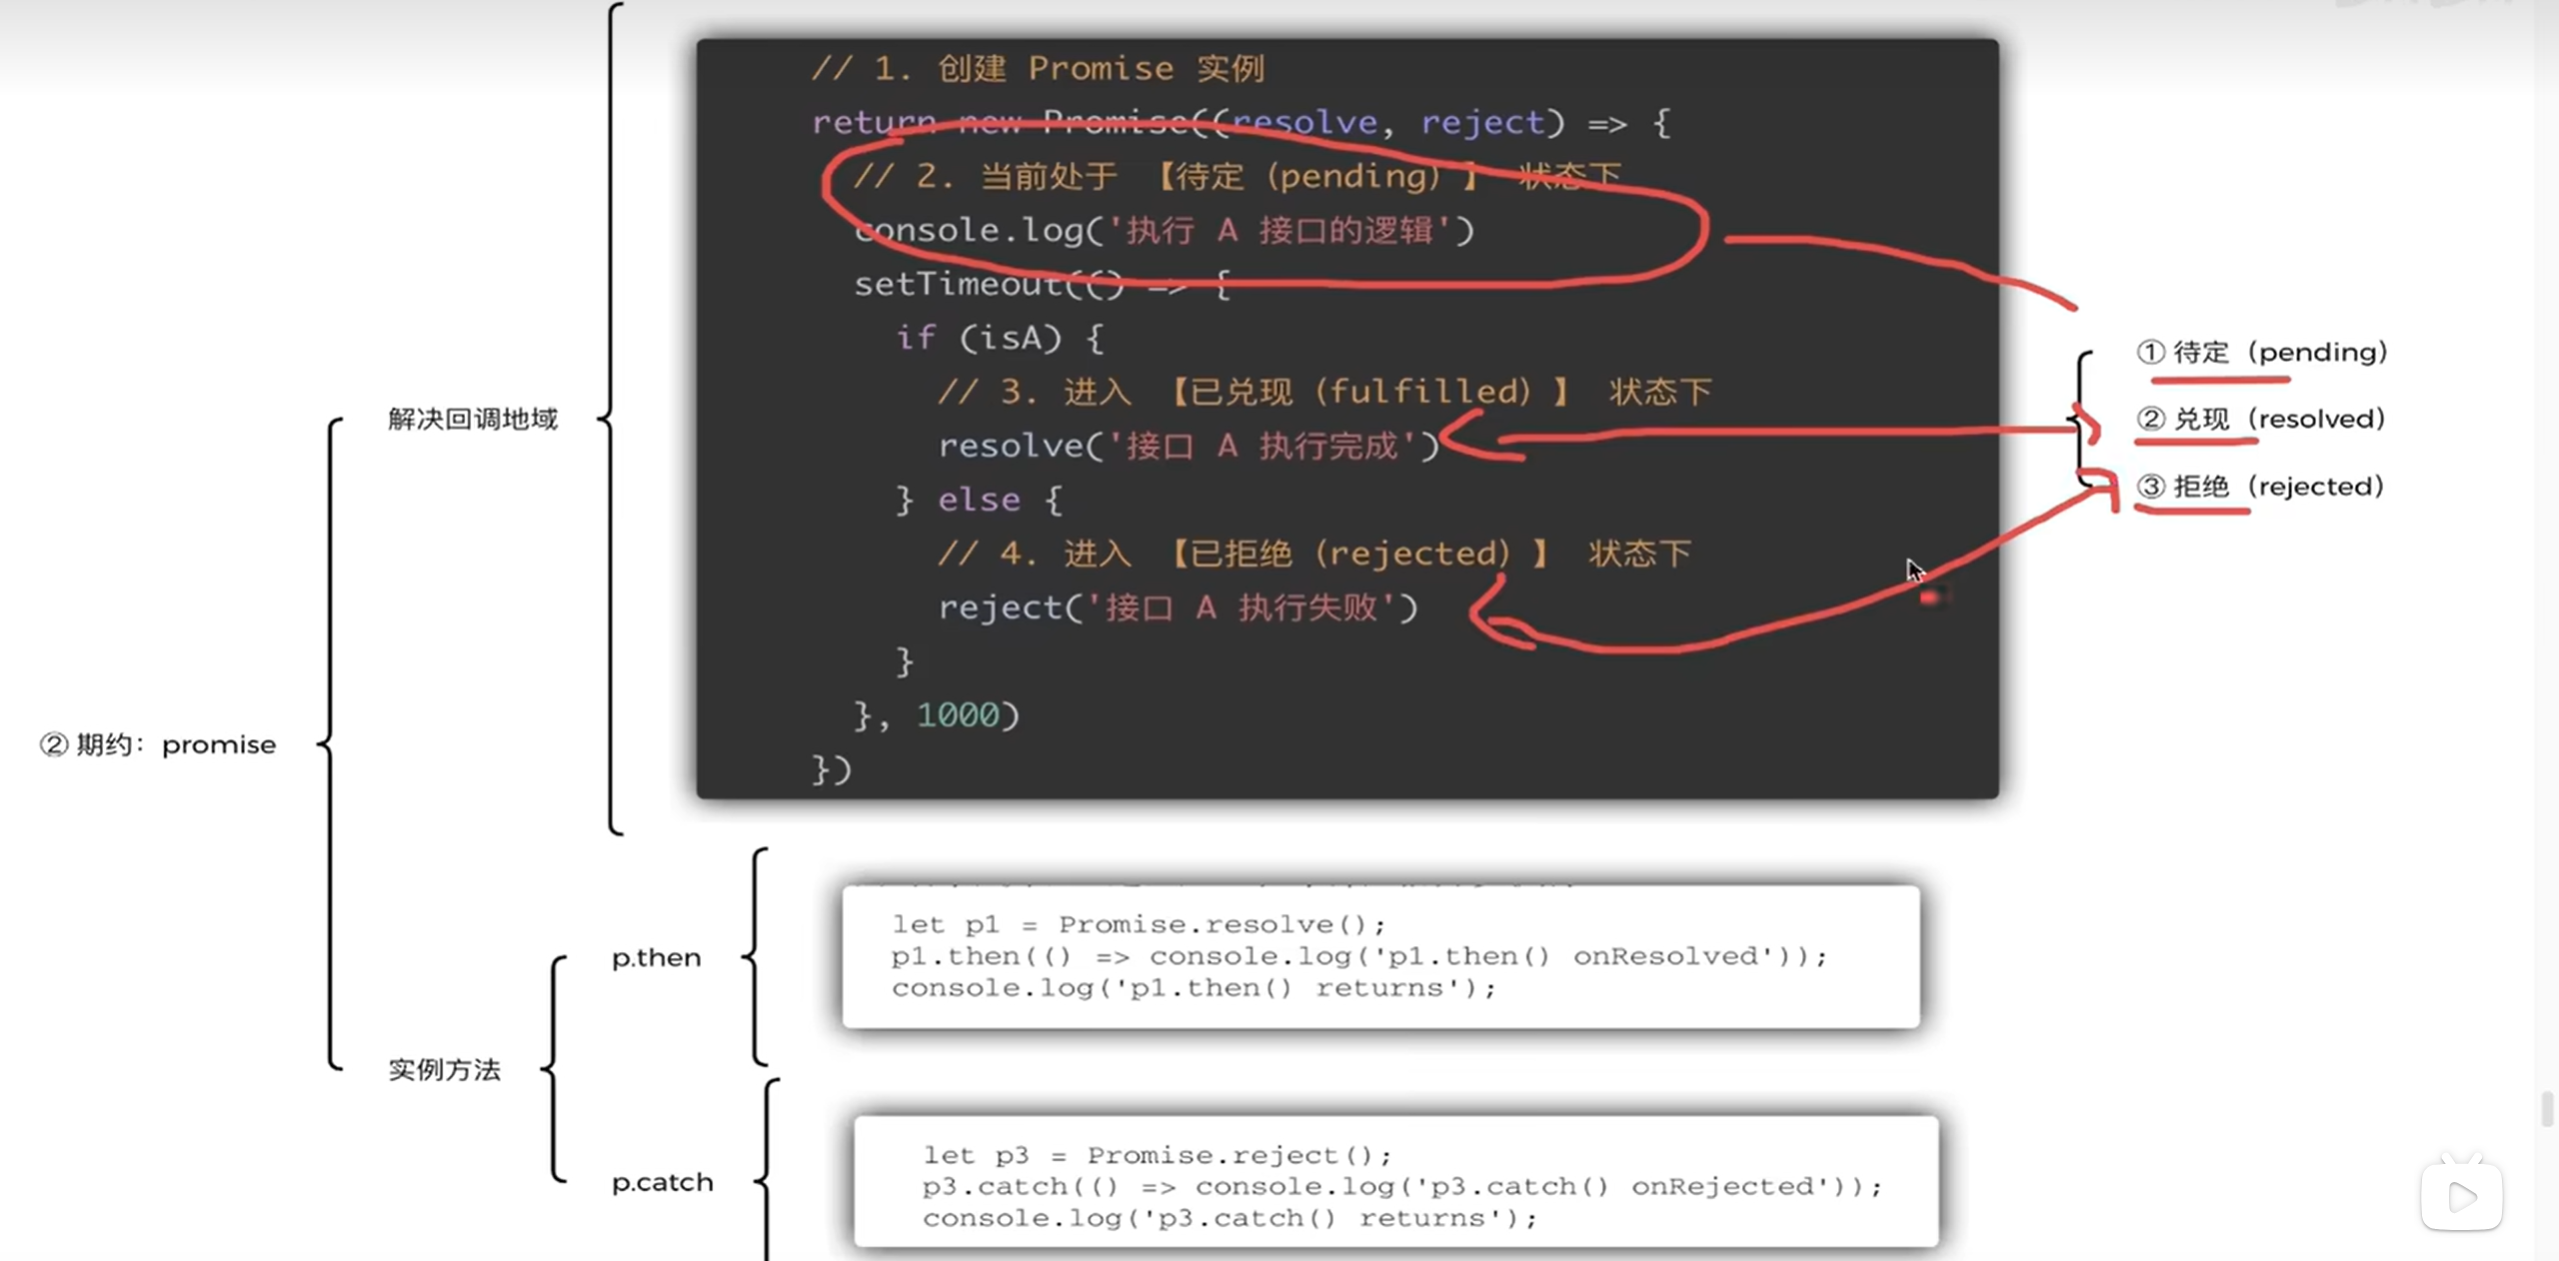 ② 期约：promise
解决回调地域
// 1. 创建 Promise 实例
return new Promise((resolve, reject) => {
// 2. 当前处于 【待定（pending）】 状态下
console.log('执行 A 接口的逻辑')
setTimeout(() => {
if (isA) {
// 3. 进入 【已兑现（fulfilled）】 状态下
resolve('接口 A 执行完成')
} else {
// 4. 进入 【已拒绝（rejected）】 状态下
reject('接口 A 执行失败')
}
}, 1000)
})
① 待定（pending）
② 兑现（resolved）
③ 拒绝（rejected）
实例方法
p.then
let p1 = Promise.resolve();
p1.then(() => console.log('p1.then() onResolved'));
console.log('p1.then() returns');
p.catch
let p3 = Promise.reject();
p3.catch(() => console.log('p3.catch() onRejected'));
console.log('p3.catch() returns');